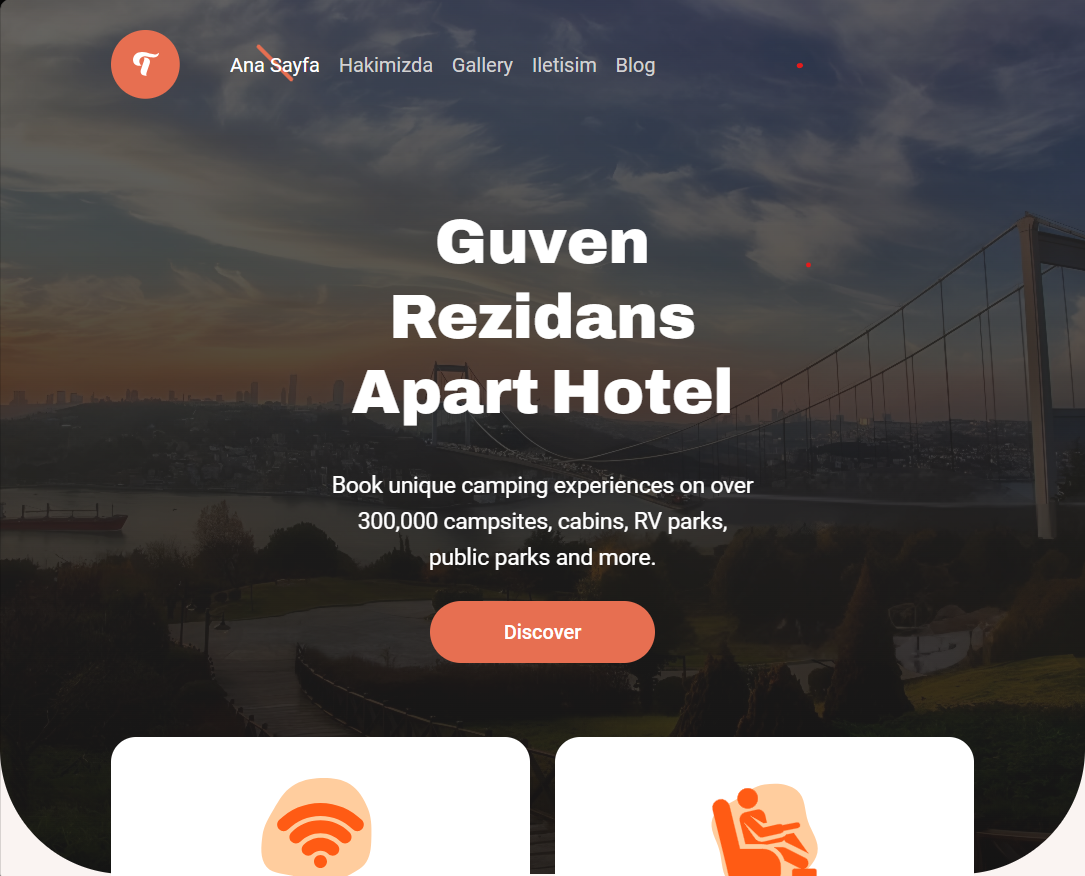 T
Ana Sayfa Hakimizda Gallery Iletisim Blog
Guven
Rezidans
Apart Hotel
Book unique camping experiences on over
300,000 campsites, cabins, RV parks,
public parks and more.
Discover